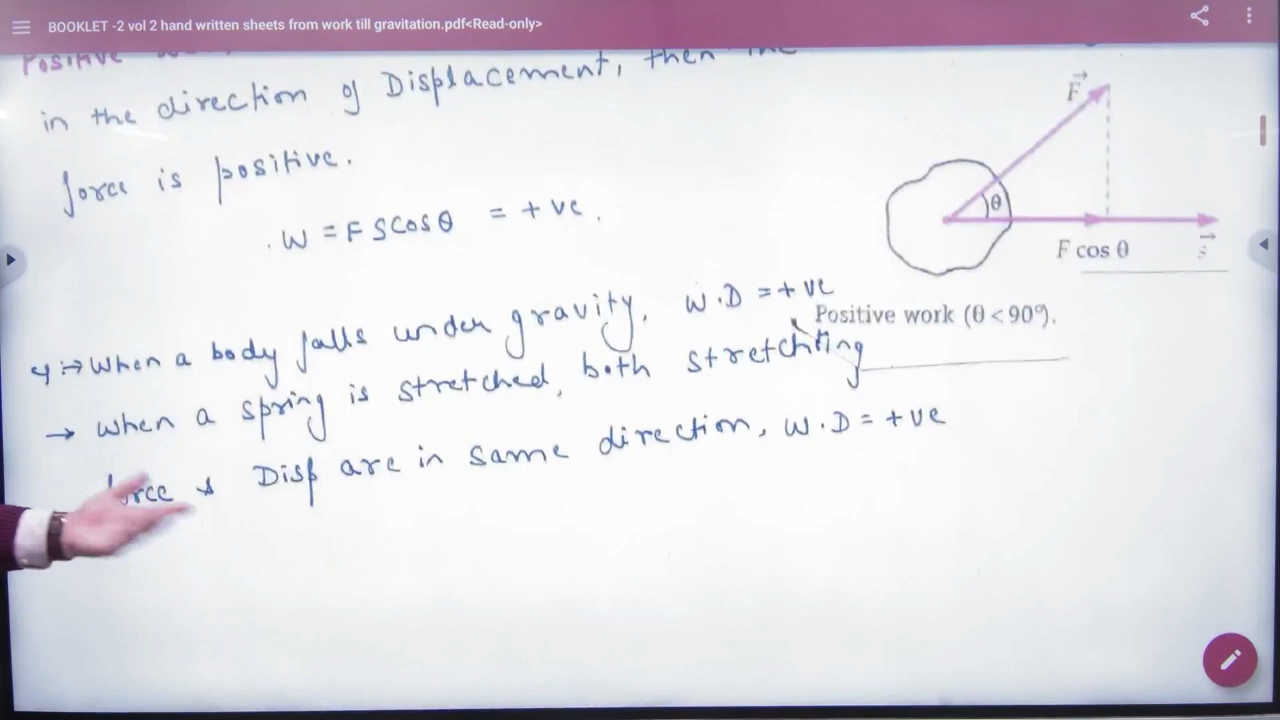 BOOKLET -2 vol 2 hand written sheets from work till gravitation.pdf<Read-only>
Positive
in the direction of Displacement, then the
force is positive.
W = F S cos θ = + ve.
When a body falls under gravity, W.D = + ve
→ When a spring is stretched, both stretching
force & Disp are in same direction, W.D = + ve
F
θ
F cos θ
s
Positive work (θ < 90°).